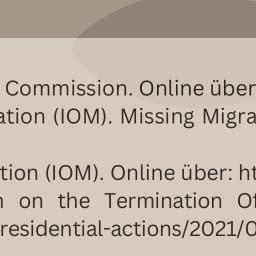 Commission. Online über
ation (IOM). Missing Migra
tion (IOM). Online über: ht
n on the Termination Of
residential-actions/2021/0